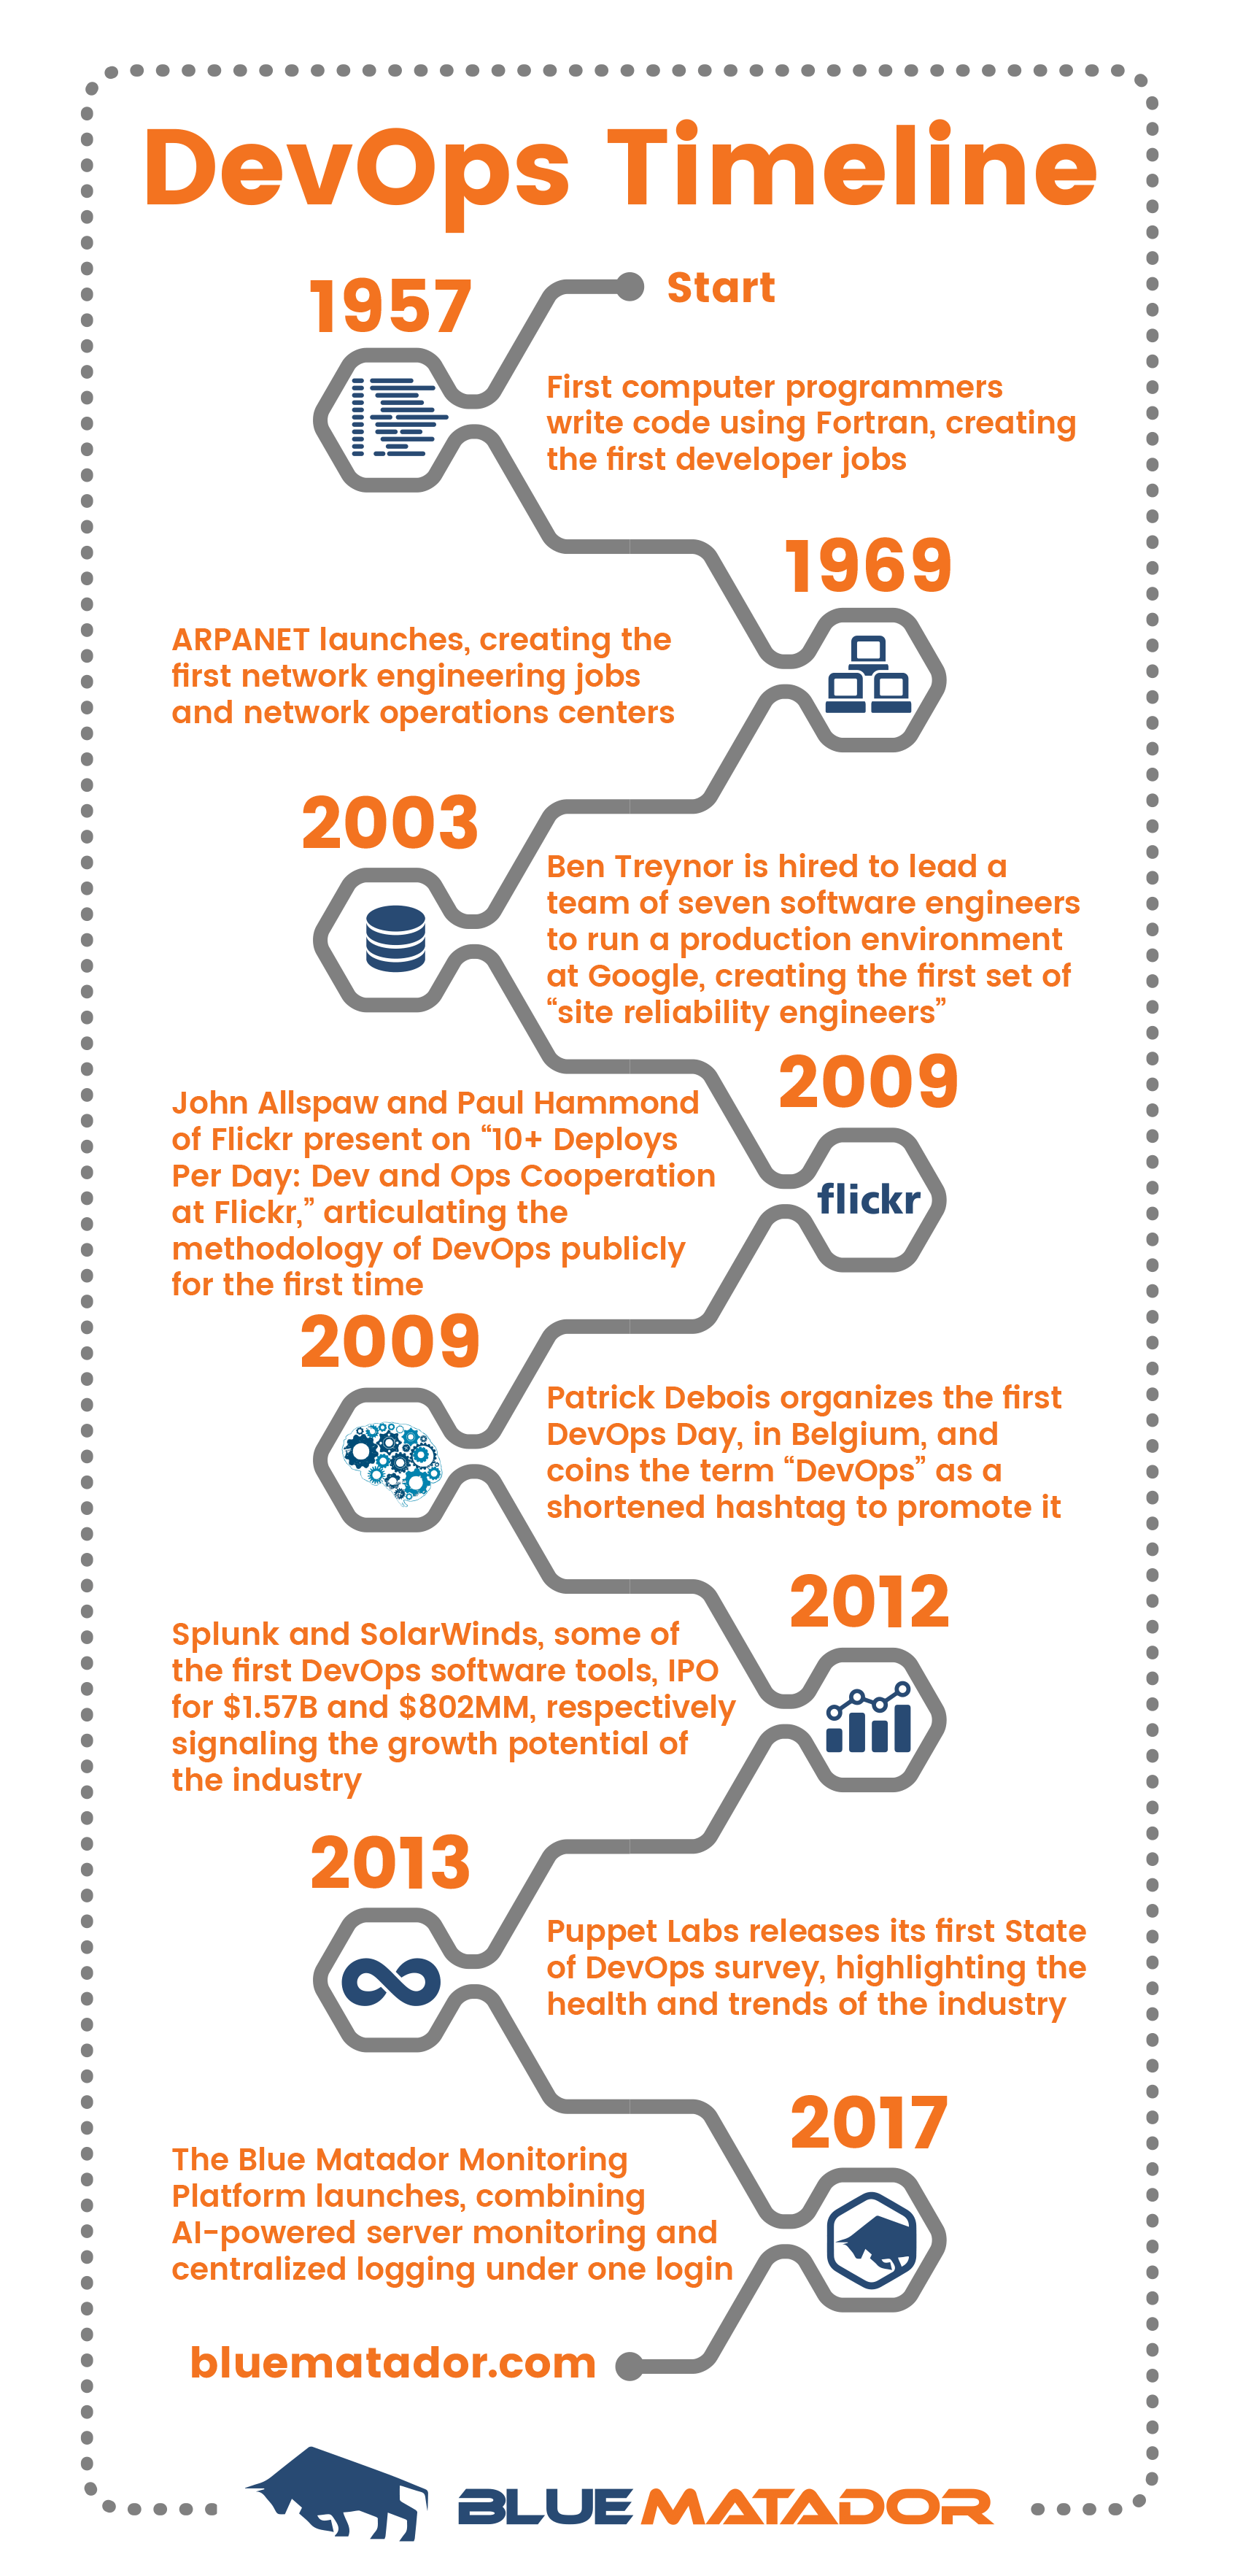 DevOps Timeline
Start
1957
First computer programmers
write code using Fortran, creating
the first developer jobs
1969
ARPANET launches, creating the
first network engineering jobs
and network operations centers
2003
Ben Treynor is hired to lead a
team of seven software engineers
to run a production environment
at Google, creating the first set of
“site reliability engineers”
2009
flickr
John Allspaw and Paul Hammond
of Flickr present on “10+ Deploys
Per Day: Dev and Ops Cooperation
at Flickr,” articulating the
methodology of DevOps publicly
for the first time
2009
Patrick Debois organizes the first
DevOps Day, in Belgium, and
coins the term “DevOps” as a
shortened hashtag to promote it
2012
Splunk and SolarWinds, some of
the first DevOps software tools, IPO
for $1.57B and $802MM, respectively
signaling the growth potential of
the industry
2013
Puppet Labs releases its first State
of DevOps survey, highlighting the
health and trends of the industry
2017
The Blue Matador Monitoring
Platform launches, combining
AI-powered server monitoring and
centralized logging under one login
bluematador.com
BLUE MATADOR